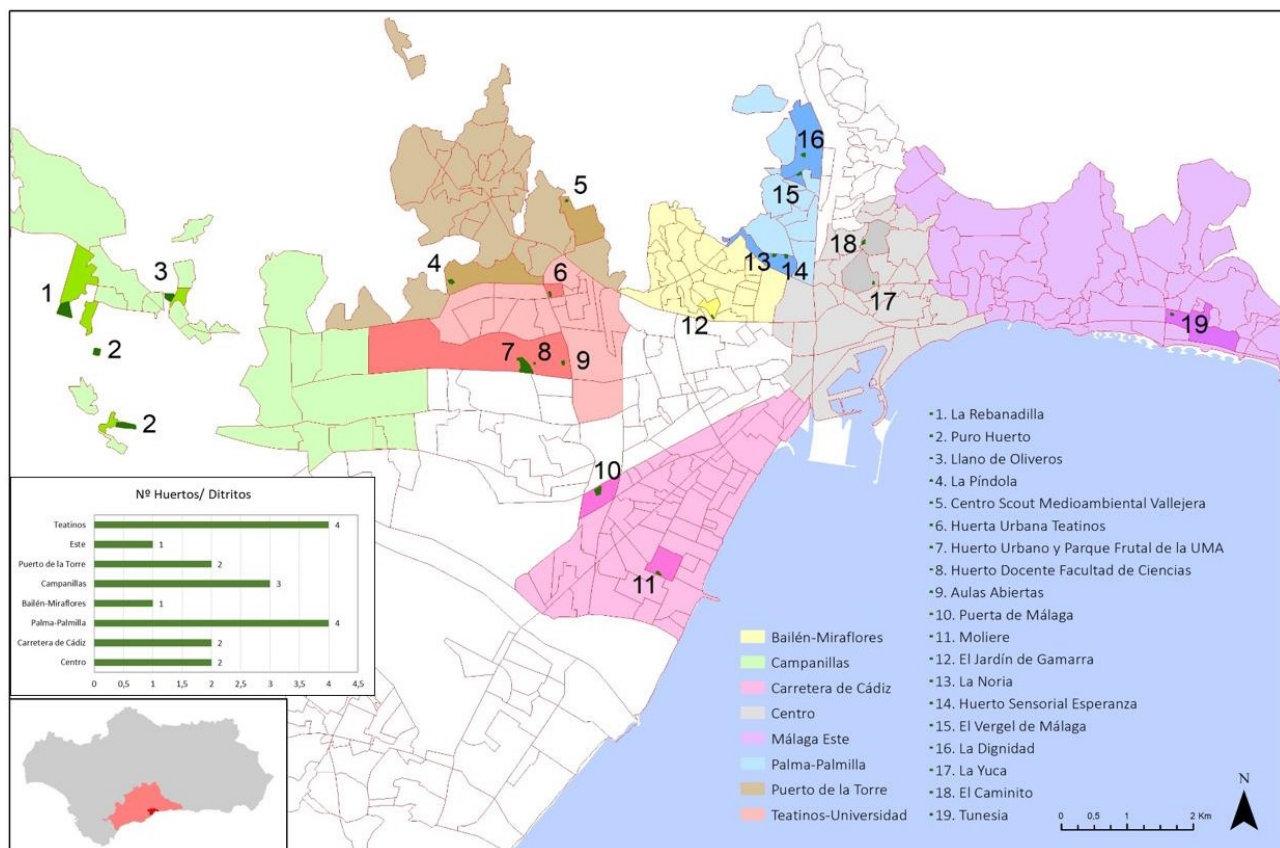 16
5
15
18
4
6
13
14
3
1
17
12
19
2
7
8
9
2
10
11
Nº Huertos/ Ditritos
Teatinos 4
Este 1
Puerto de la Torre 2
Campanillas 3
Bailén-Miraflores 1
Palma-Palmilla 4
Carretera de Cádiz 2
Centro 2
0 0,5 1 1,5 2 2,5 3 3,5 4 4,5
Bailén-Miraflores
Campanillas
Carretera de Cádiz
Centro
Málaga Este
Palma-Palmilla
Puerto de la Torre
Teatinos-Universidad
1. La Rebanadilla
2. Puro Huerto
3. Llano de Oliveros
4. La Píndola
5. Centro Scout Medioambiental Vallejera
6. Huerta Urbana Teatinos
7. Huerto Urbano y Parque Frutal de la UMA
8. Huerto Docente Facultad de Ciencias
9. Aulas Abiertas
10. Puerta de Málaga
11. Moliere
12. El Jardín de Gamarra
13. La Noria
14. Huerto Sensorial Esperanza
15. El Vergel de Málaga
16. La Dignidad
17. La Yuca
18. El Caminito
19. Tunesia
N
0 0,5 1 2 Km